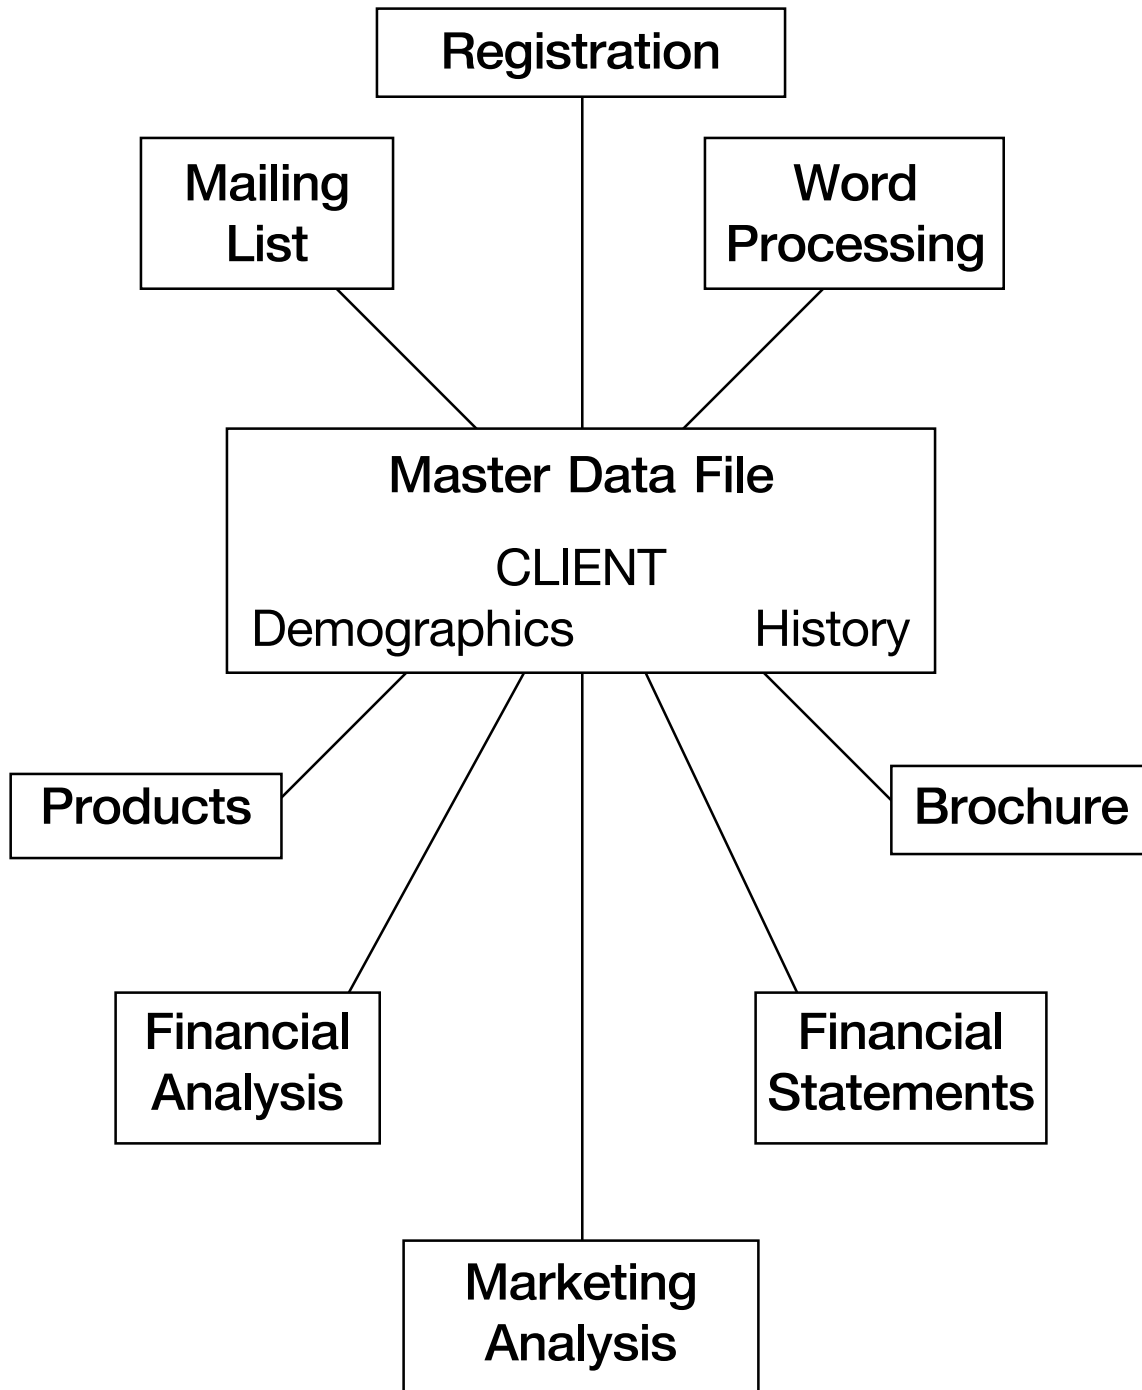 Registration
Mailing
List
Word
Processing
Master Data File
CLIENT
Demographics History
Products
Brochure
Financial
Analysis
Financial
Statements
Marketing
Analysis